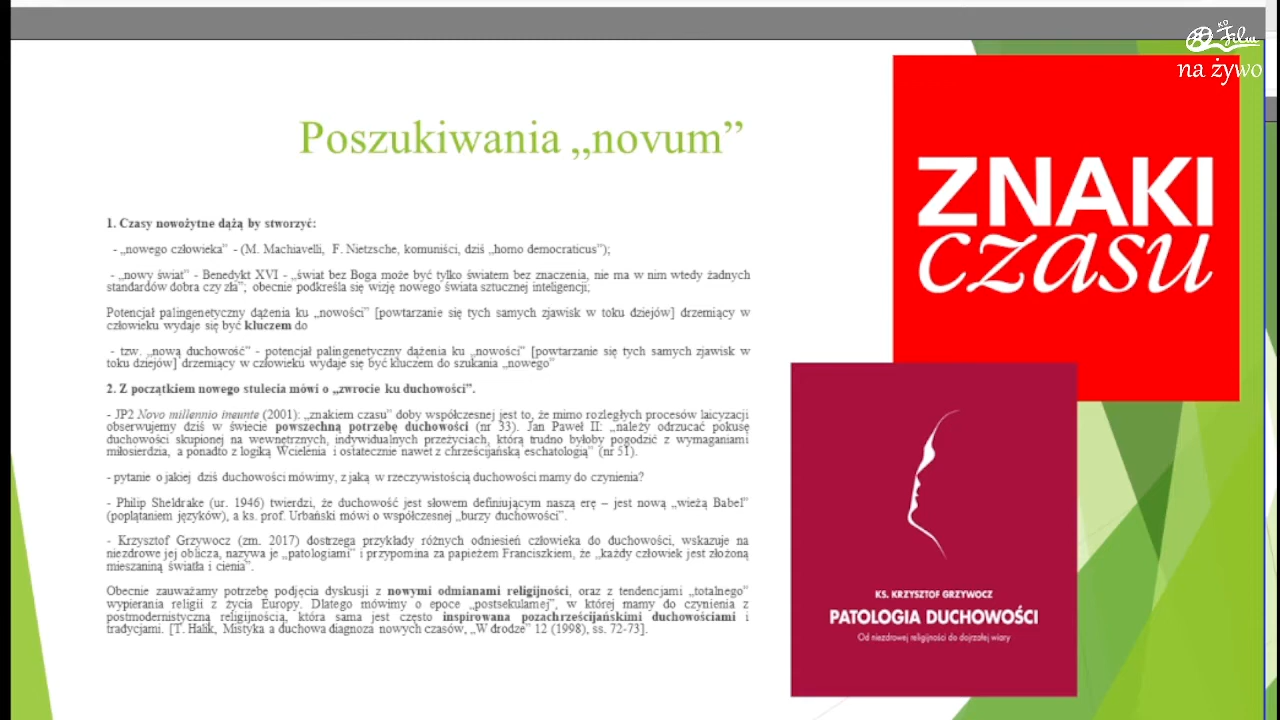 KD
Film
na żywo
Poszukiwania „novum”
1. Czasy nowożytne dążą by stworzyć:
- „nowego człowieka” - (M. Machiavelli, F. Nietzsche, komuniści, dziś „homo democraticus”);
- „nowy świat” - Benedykt XVI - „świat bez Boga może być tylko światem bez znaczenia, nie ma w nim wtedy żadnych
standardów dobra czy zła”; obecnie podkreśla się wizję nowego świata sztucznej inteligencji;
Potencjał palingenetyczny dążenia ku „nowości” [powtarzanie się tych samych zjawisk w toku dziejów] drzemiący w
człowieku wydaje się być kluczem do
- tzw. „nową duchowość” - potencjał palingenetyczny dążenia ku „nowości” [powtarzanie się tych samych zjawisk w
toku dziejów] drzemiący w człowieku wydaje się być kluczem do szukania „nowego”
2. Z początkiem nowego stulecia mówi o „zwrocie ku duchowości”.
- JP2 Novo millennio ineunte (2001): „znakiem czasu” doby współczesnej jest to, że mimo rozległych procesów laicyzacji
obserwujemy dziś w świecie powszechną potrzebę duchowości (nr 33). Jan Paweł II: „należy odrzucać pokusę
duchowości skupionej na wewnętrznych, indywidualnych przeżyciach, którą trudno byłoby pogodzić z wymaganiami
miłosierdzia, a ponadto z logiką Wcielenia i ostatecznie nawet z chrześcijańską eschatologią” (nr 51).
- pytanie o jakiej dziś duchowości mówimy, z jaką w rzeczywistością duchowości mamy do czynienia?
- Philip Sheldrake (ur. 1946) twierdzi, że duchowość jest słowem definiującym naszą erę – jest nową „wieżą Babel”
(poplątaniem języków), a ks. prof. Urbański mówi o współczesnej „burzy duchowości”.
- Krzysztof Grzywocz (zm. 2017) dostrzega przykłady różnych odniesień człowieka do duchowości, wskazuje na
niezdrowe jej oblicza, nazywa je „patologiami” i przypomina za papieżem Franciszkiem, że „każdy człowiek jest złożoną
mieszaniną światła i cienia”.
Obecnie zauważamy potrzebę podjęcia dyskusji z nowymi odmianami religijności, oraz z tendencjami „totalnego”
wypierania religii z życia Europy. Dlatego mówimy o epoce „postsekularnej”, w której mamy do czynienia z
postmodernistyczną religijnością, która sama jest często inspirowana pozachrześcijańskimi duchowościami i
tradycjami. [T. Halik, Mistyka a duchowa diagnoza nowych czasów, „W drodze” 12 (1998), ss. 72-73].
ZNAKI
czasu
KS. KRZYSZTOF GRZYWOCZ
PATOLOGIA DUCHOWOŚCI
Od niezdrowej religijności do dojrzałej wiary